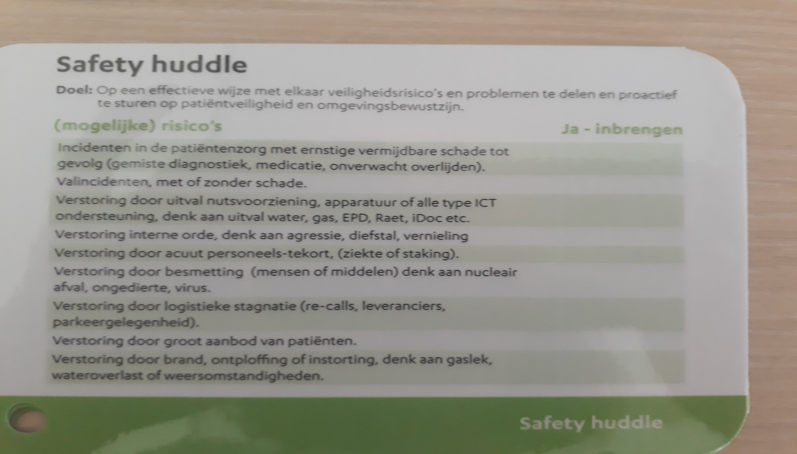 Safety huddle
Doel: Op een effectieve wijze met elkaar veiligheidsrisico's en problemen te delen en proactief
te sturen op patiëntveiligheid en omgevingsbewustzijn.
(mogelijke) risico's Ja - inbrengen
Incidenten in de patiëntenzorg met ernstige vermijdbare schade tot
gevolg (gemiste diagnostiek, medicatie, onverwacht overlijden).
Valincidenten, met of zonder schade.
Verstoring door uitval nutsvoorziening, apparatuur of alle type ICT
ondersteuning, denk aan uitval water, gas, EPD, Raet, iDoc etc.
Verstoring interne orde, denk aan agressie, diefstal, vernieling
Verstoring door acuut personeels-tekort, (ziekte of staking).
Verstoring door besmetting (mensen of middelen) denk aan nucleair
afval, ongedierte, virus.
Verstoring door logistieke stagnatie (re-calls, leveranciers,
parkeergelegenheid).
Verstoring door groot aanbod van patiënten.
Verstoring door brand, ontploffing of instorting, denk aan gaslek,
wateroverlast of weersomstandigheden.
Safety huddle